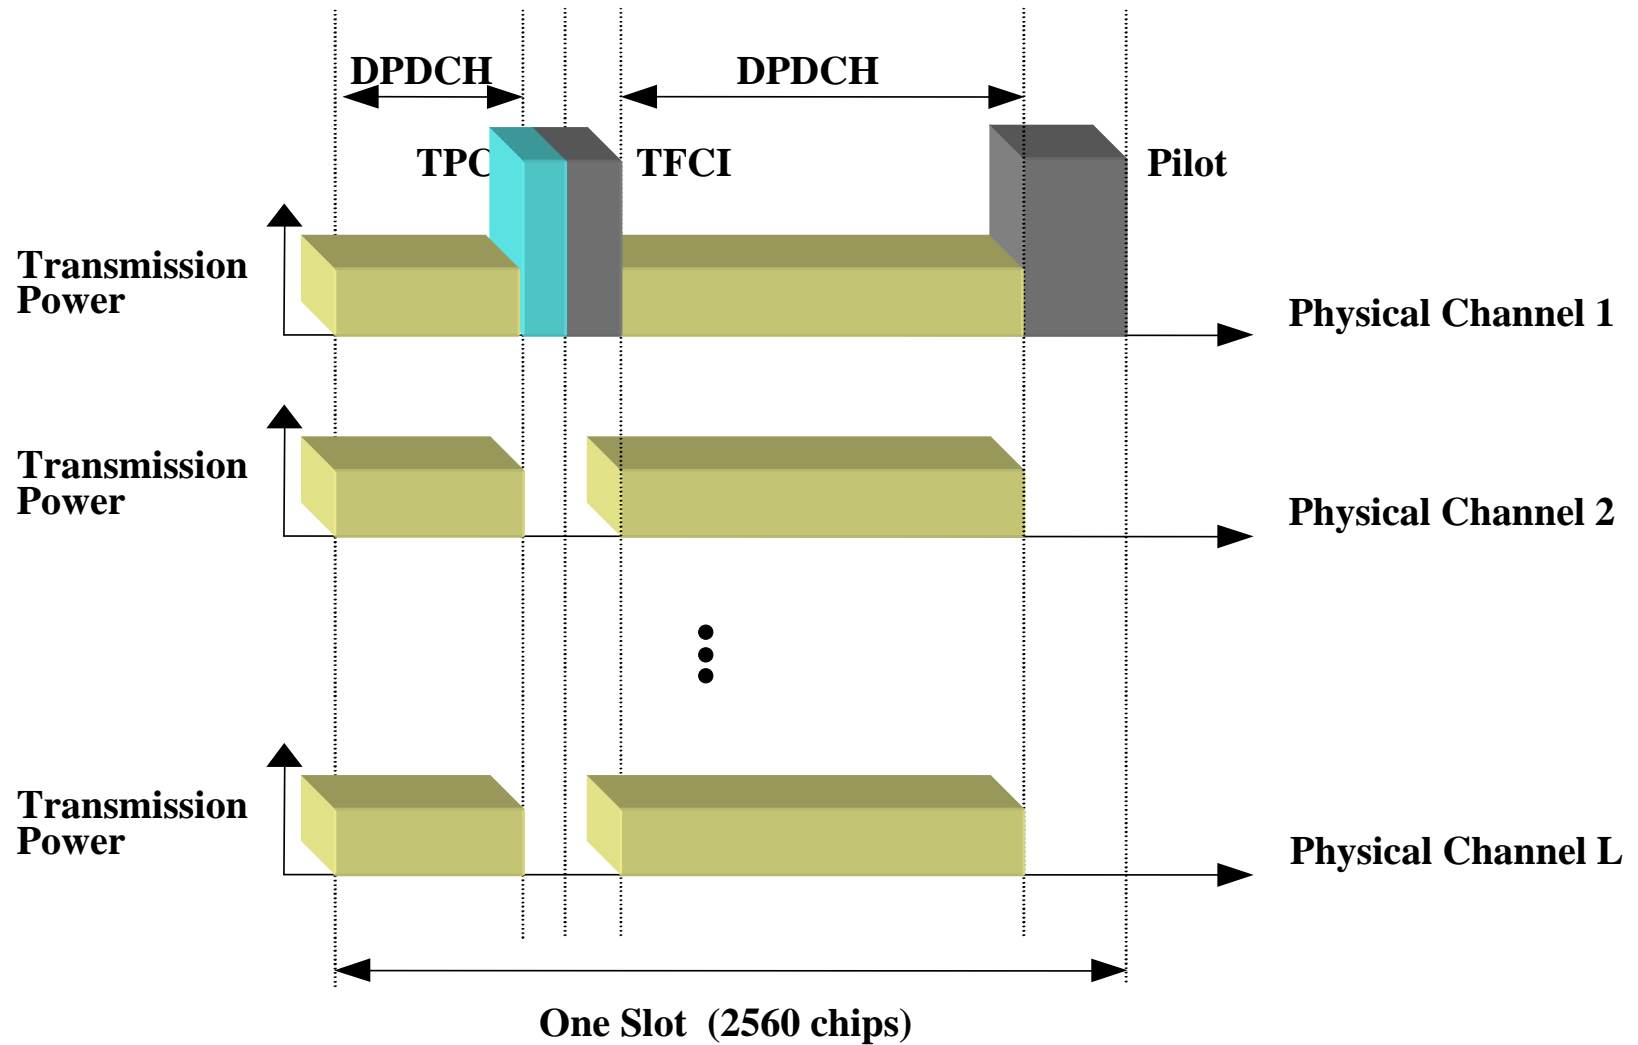 DPDCH
DPDCH
TPC
TFCI
Pilot
Transmission
Power
Physical Channel 1
Transmission
Power
Physical Channel 2
Transmission
Power
Physical Channel L
One Slot (2560 chips)